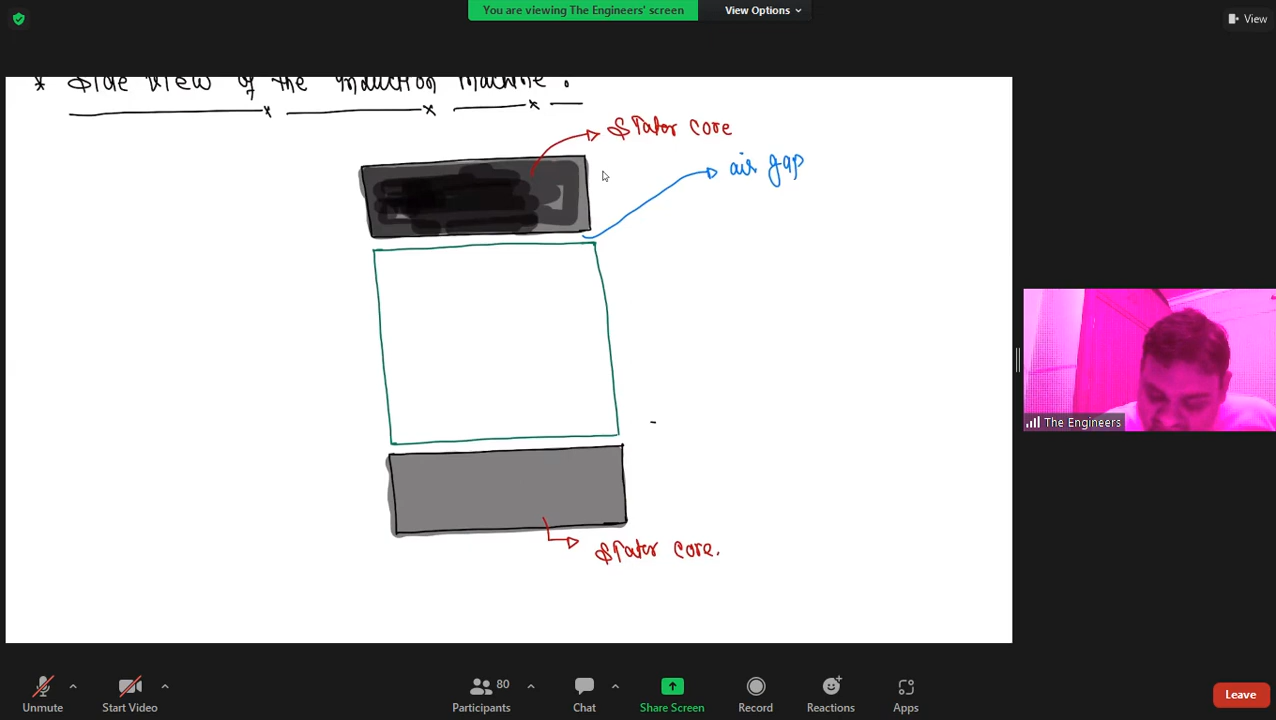 You are viewing The Engineers' screen
View Options
View
* Side view of the Induction Machine.
Stator core
air gap
The Engineers
Stator core.
Unmute
Start Video
80
Participants
Chat
Share Screen
Record
Reactions
Apps
Leave